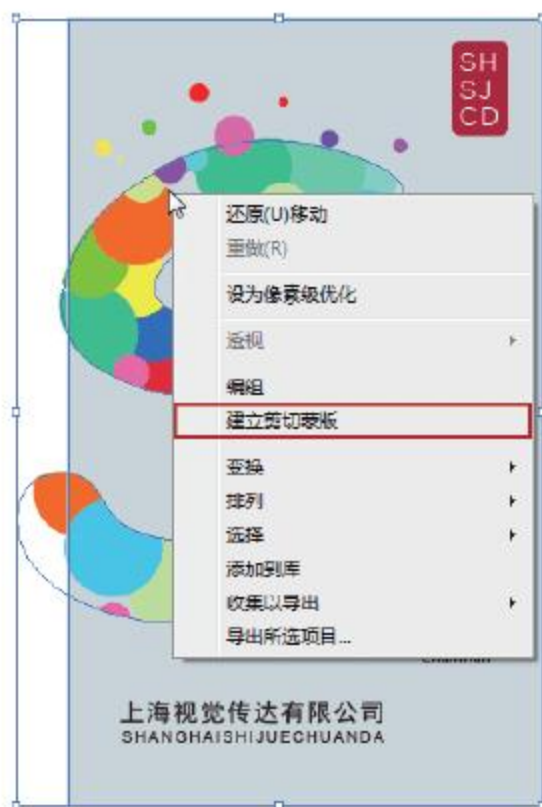 SH
SJ
CD
还原(U)移动
重做(R)
设为像素级优化
透视
编组
建立剪切蒙版
变换
排列
选择
添加到库
收集以导出
导出所选项目...
上海视觉传达有限公司
SHANGHAISHIJUECHUANDA